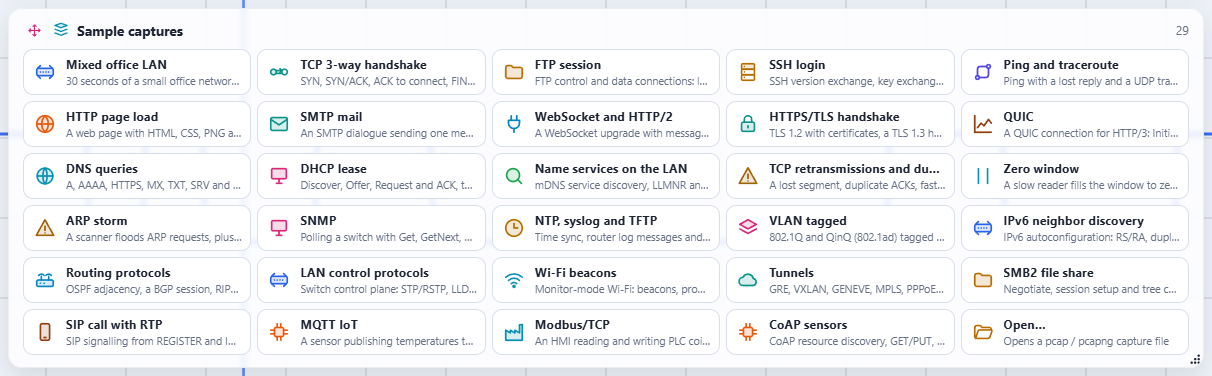 Sample captures
29
Mixed office LAN
30 seconds of a small office networ...
TCP 3-way handshake
SYN, SYN/ACK, ACK to connect, FIN...
FTP session
FTP control and data connections: l...
SSH login
SSH version exchange, key exchang...
Ping and traceroute
Ping with a lost reply and a UDP tra...
HTTP page load
A web page with HTML, CSS, PNG a...
SMTP mail
An SMTP dialogue sending one me...
WebSocket and HTTP/2
A WebSocket upgrade with messag...
HTTPS/TLS handshake
TLS 1.2 with certificates, a TLS 1.3 h...
QUIC
A QUIC connection for HTTP/3: Initi...
DNS queries
A, AAAA, HTTPS, MX, TXT, SRV and ...
DHCP lease
Discover, Offer, Request and ACK, t...
Name services on the LAN
mDNS service discovery, LLMNR an...
TCP retransmissions and du...
A lost segment, duplicate ACKs, fast...
Zero window
A slow reader fills the window to ze...
ARP storm
A scanner floods ARP requests, plus...
SNMP
Polling a switch with Get, GetNext, ...
NTP, syslog and TFTP
Time sync, router log messages and...
VLAN tagged
802.1Q and QinQ (802.1ad) tagged ...
IPv6 neighbor discovery
IPv6 autoconfiguration: RS/RA, dupl...
Routing protocols
OSPF adjacency, a BGP session, RIP...
LAN control protocols
Switch control plane: STP/RSTP, LLD...
Wi-Fi beacons
Monitor-mode Wi-Fi: beacons, pro...
Tunnels
GRE, VXLAN, GENEVE, MPLS, PPPoE...
SMB2 file share
Negotiate, session setup and tree c...
SIP call with RTP
SIP signalling from REGISTER and I...
MQTT IoT
A sensor publishing temperatures t...
Modbus/TCP
An HMI reading and writing PLC coi...
CoAP sensors
CoAP resource discovery, GET/PUT, ...
Open...
Opens a pcap / pcapng capture file